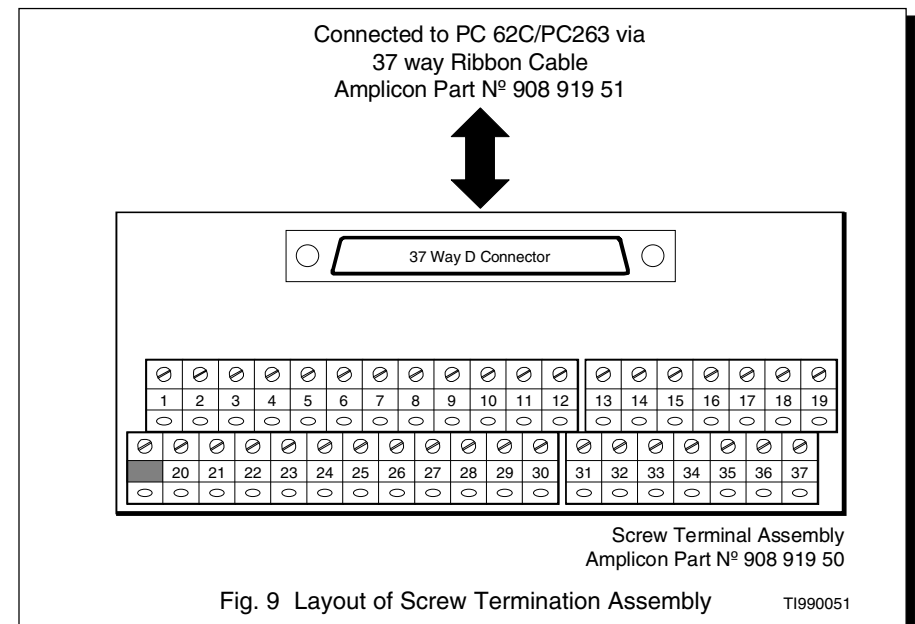 Connected to PC 62C/PC263 via
37 way Ribbon Cable
Amplicon Part Nº 908 919 51
37 Way D Connector
1 2 3 4 5 6 7 8 9 10 11 12 13 14 15 16 17 18 19
20 21 22 23 24 25 26 27 28 29 30 31 32 33 34 35 36 37
Screw Terminal Assembly
Amplicon Part Nº 908 919 50
Fig. 9 Layout of Screw Termination Assembly TI990051